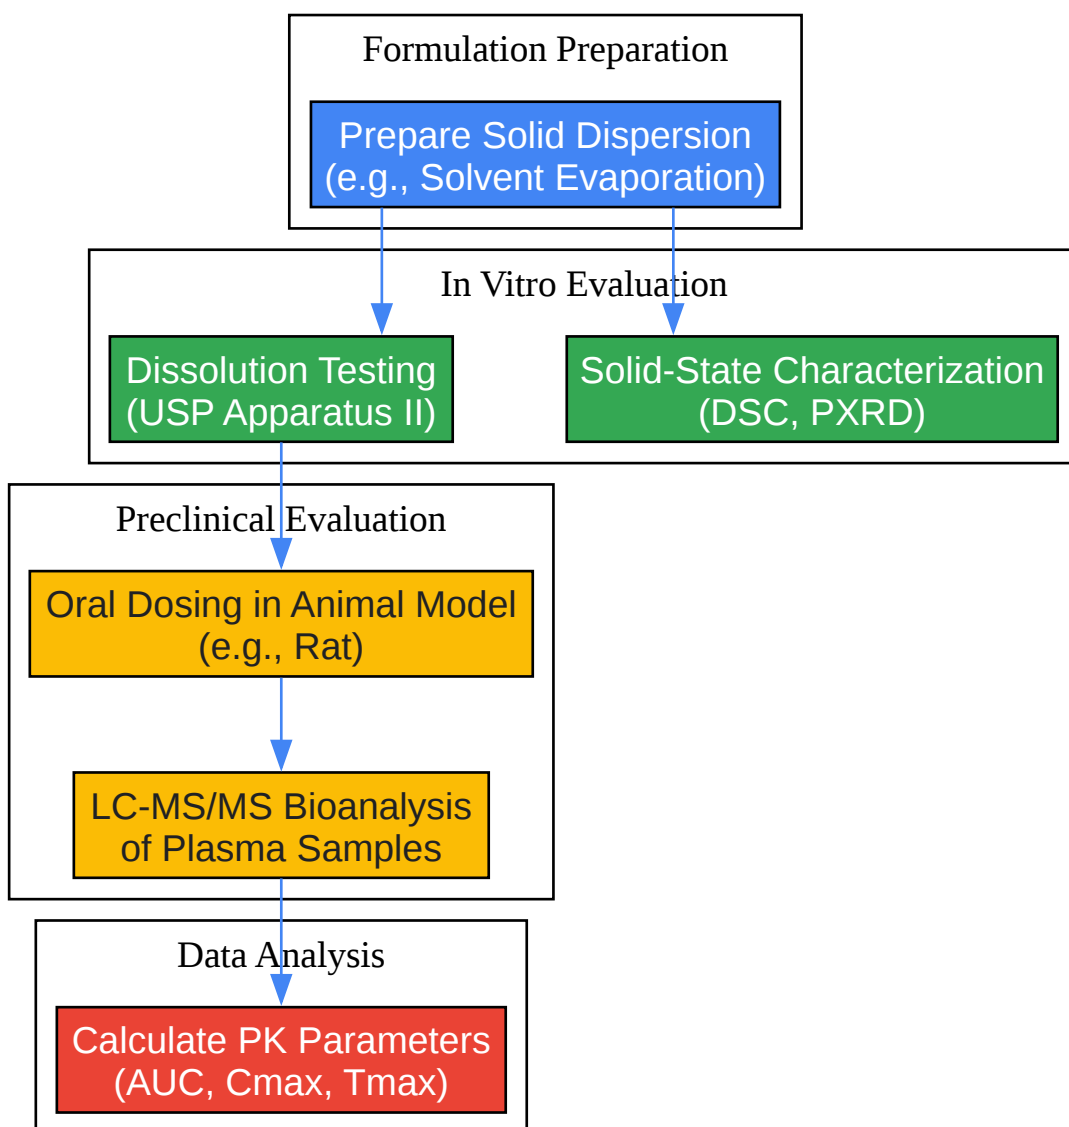 Formulation Preparation
Prepare Solid Dispersion
(e.g., Solvent Evaporation)
In Vitro Evaluation
Dissolution Testing
(USP Apparatus II)
Solid-State Characterization
(DSC, PXRD)
Preclinical Evaluation
Oral Dosing in Animal Model
(e.g., Rat)
LC-MS/MS Bioanalysis
of Plasma Samples
Data Analysis
Calculate PK Parameters
(AUC, Cmax, Tmax)